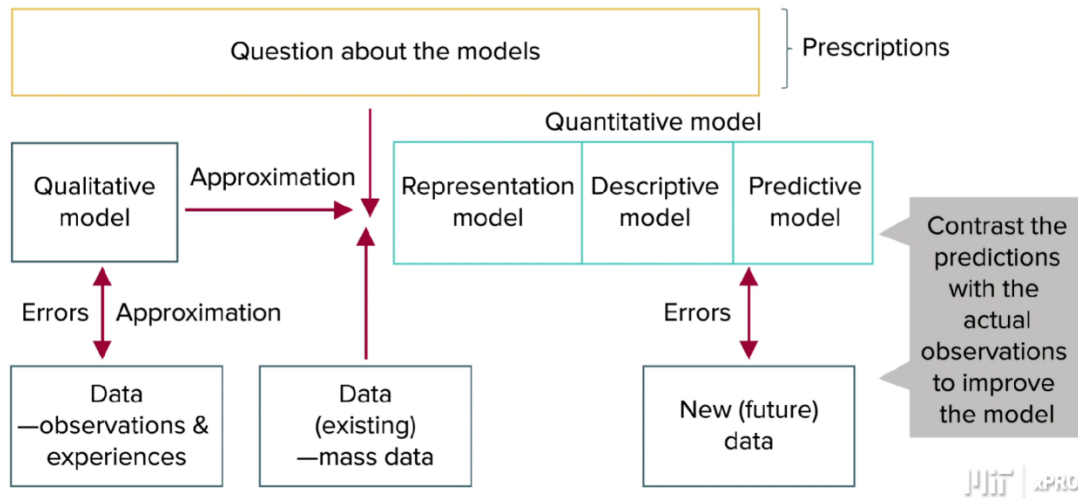 Question about the models
Prescriptions
Quantitative model
Qualitative
model
Approximation
Representation
model
Descriptive
model
Predictive
model
Contrast the
predictions
with the
actual
observations
to improve
the model
Errors
Approximation
Errors
Data
—observations &
experiences
Data
(existing)
—mass data
New (future)
data
MIT xPRO